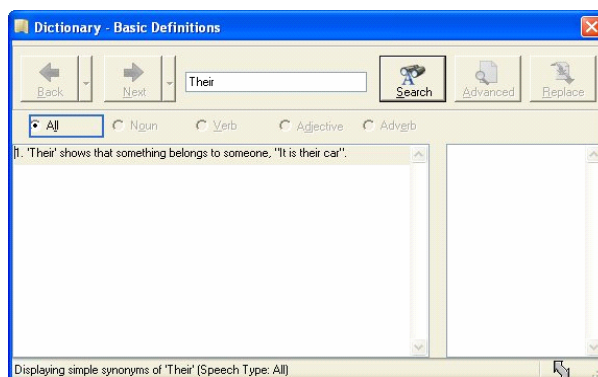 Dictionary - Basic Definitions
Back Next Their Search Advanced Replace
All Noun Verb Adjective Adverb
1. 'Their' shows that something belongs to someone, "It is their car".
Displaying simple synonyms of 'Their' (Speech Type: All)